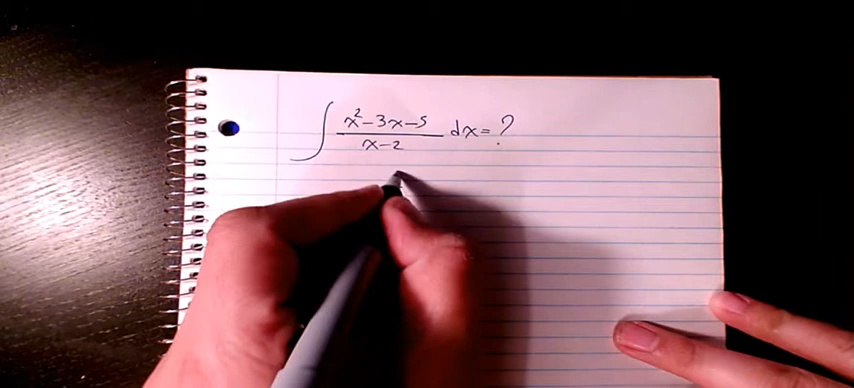 ∫ (x² − 3x − 5)/(x − 2) dx = ?